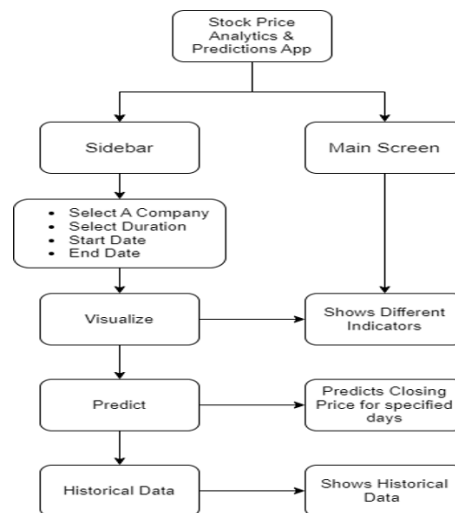 Stock Price
Analytics &
Predictions App
Sidebar
Main Screen
• Select A Company
• Select Duration
• Start Date
• End Date
Visualize
Shows Different
Indicators
Predict
Predicts Closing
Price for specified
days
Historical Data
Shows Historical
Data